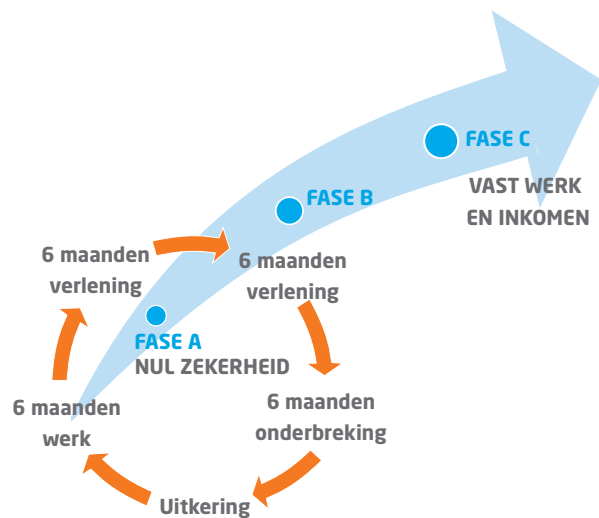 FASE C
VAST WERK
EN INKOMEN
FASE B
6 maanden
verlening
6 maanden
verlening
FASE A
NUL ZEKERHEID
6 maanden
werk
6 maanden
onderbreking
Uitkering